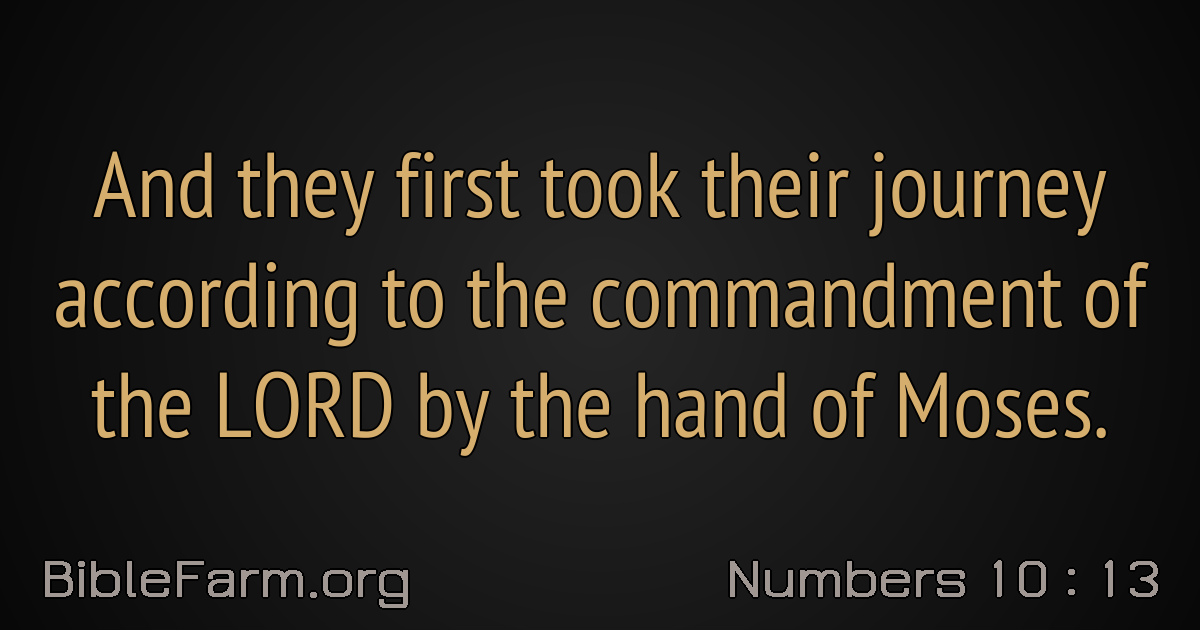 And they first took their journey
according to the commandment of
the LORD by the hand of Moses.
BibleFarm.org
Numbers 10 : 13